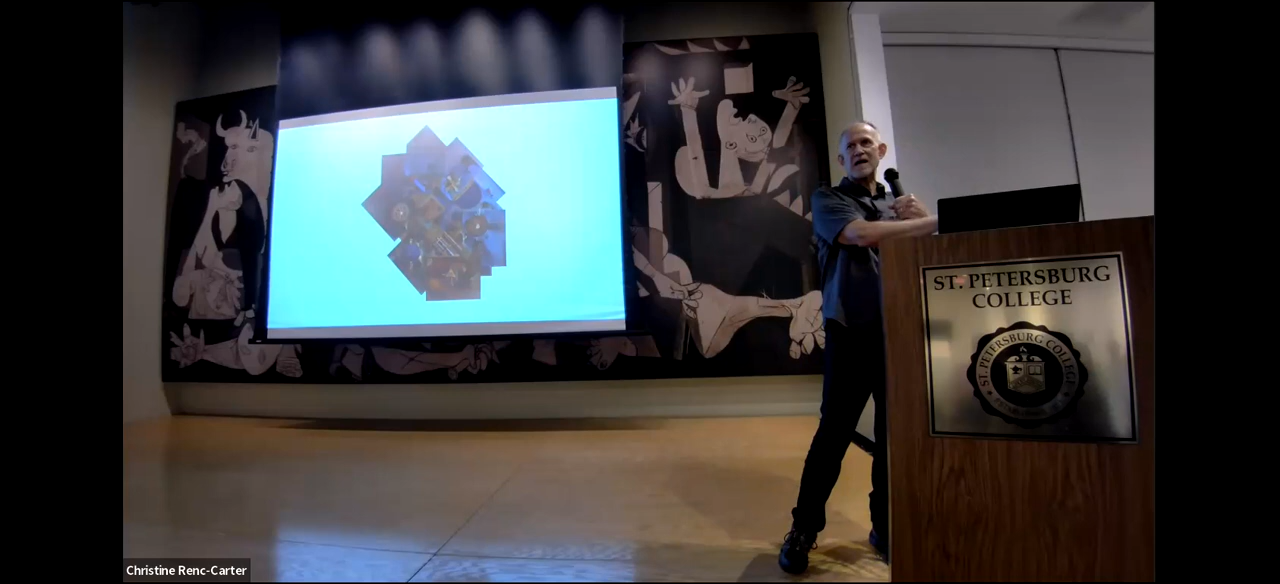 ST. PETERSBURG
COLLEGE
ST. PETERSBURG COLLEGE
Christine Renc-Carter